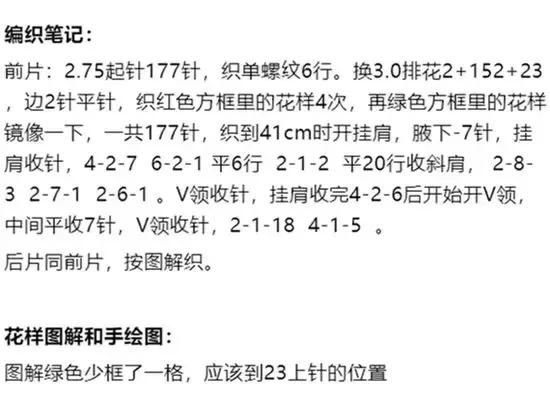 编织笔记：
前片：2.75起针177针，织单螺纹6行。换3.0排花2+152+23
，边2针平针，织红色方框里的花样4次，再绿色方框里的花样
镜像一下，一共177针，织到41cm时开挂肩，腋下-7针，挂
肩收针，4-2-7 6-2-1 平6行 2-1-2 平20行收斜肩， 2-8-
3 2-7-1 2-6-1 。V领收针，挂肩收完4-2-6后开始开V领，
中间平收7针，V领收针，2-1-18 4-1-5 。
后片同前片，按图解织。
花样图解和手绘图：
图解绿色少框了一格，应该到23上针的位置